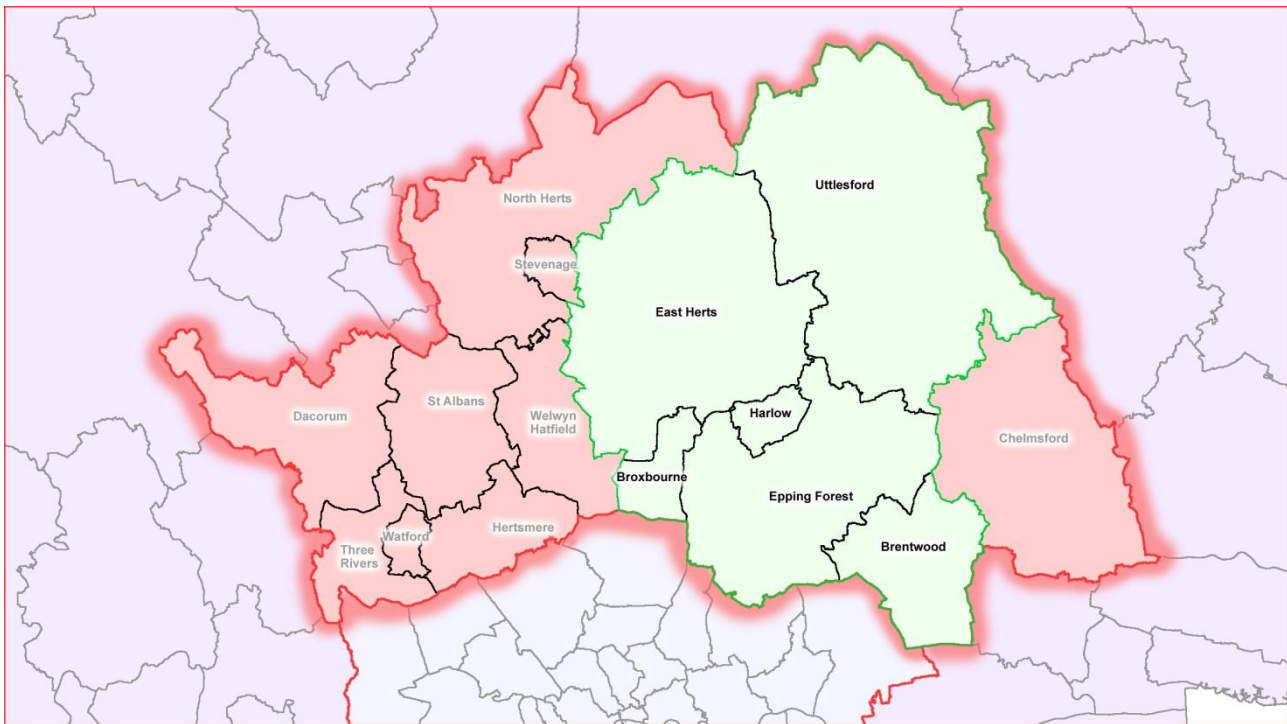 Uttlesford
North Herts
Stevenage
East Herts
Dacorum
St Albans
Welwyn
Hatfield
Harlow
Chelmsford
Broxbourne
Epping Forest
Hertsmere
Watford
Three
Rivers
Brentwood